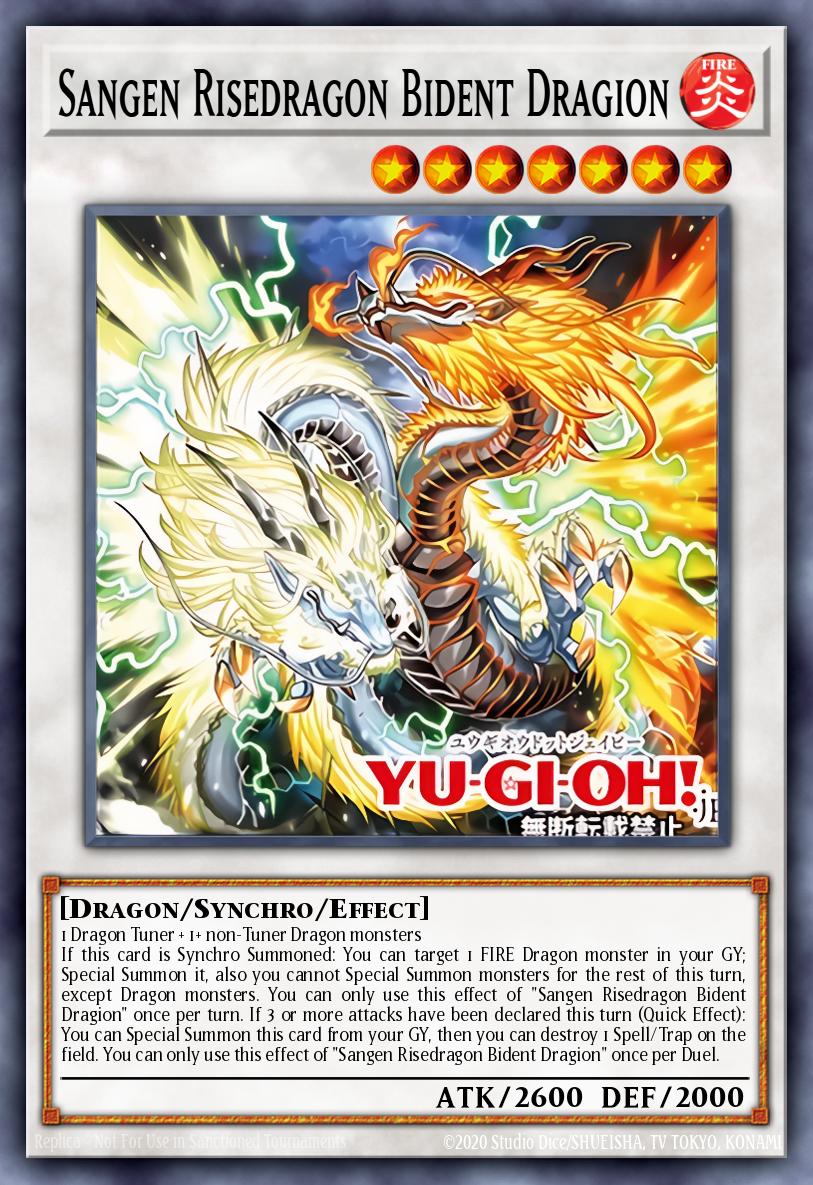 SANGEN RISEDRAGON BIDENT DRAGION
FIRE
炎
ユウギオウドットジェイピー
YU-GI-OH!
.jp
無断転載禁止
[DRAGON/SYNCHRO/EFFECT]
1 Dragon Tuner + 1+ non-Tuner Dragon monsters
If this card is Synchro Summoned: You can target 1 FIRE Dragon monster in your GY;
Special Summon it, also you cannot Special Summon monsters for the rest of this turn,
except Dragon monsters. You can only use this effect of "Sangen Risedragon Bident
Dragion" once per turn. If 3 or more attacks have been declared this turn (Quick Effect):
You can Special Summon this card from your GY, then you can destroy 1 Spell/Trap on the
field. You can only use this effect of "Sangen Risedragon Bident Dragion" once per Duel.
ATK/2600 DEF/2000
Replica - Not For Use in Sanctioned Tournaments
©2020 Studio Dice/SHUEISHA, TV TOKYO, KONAMI